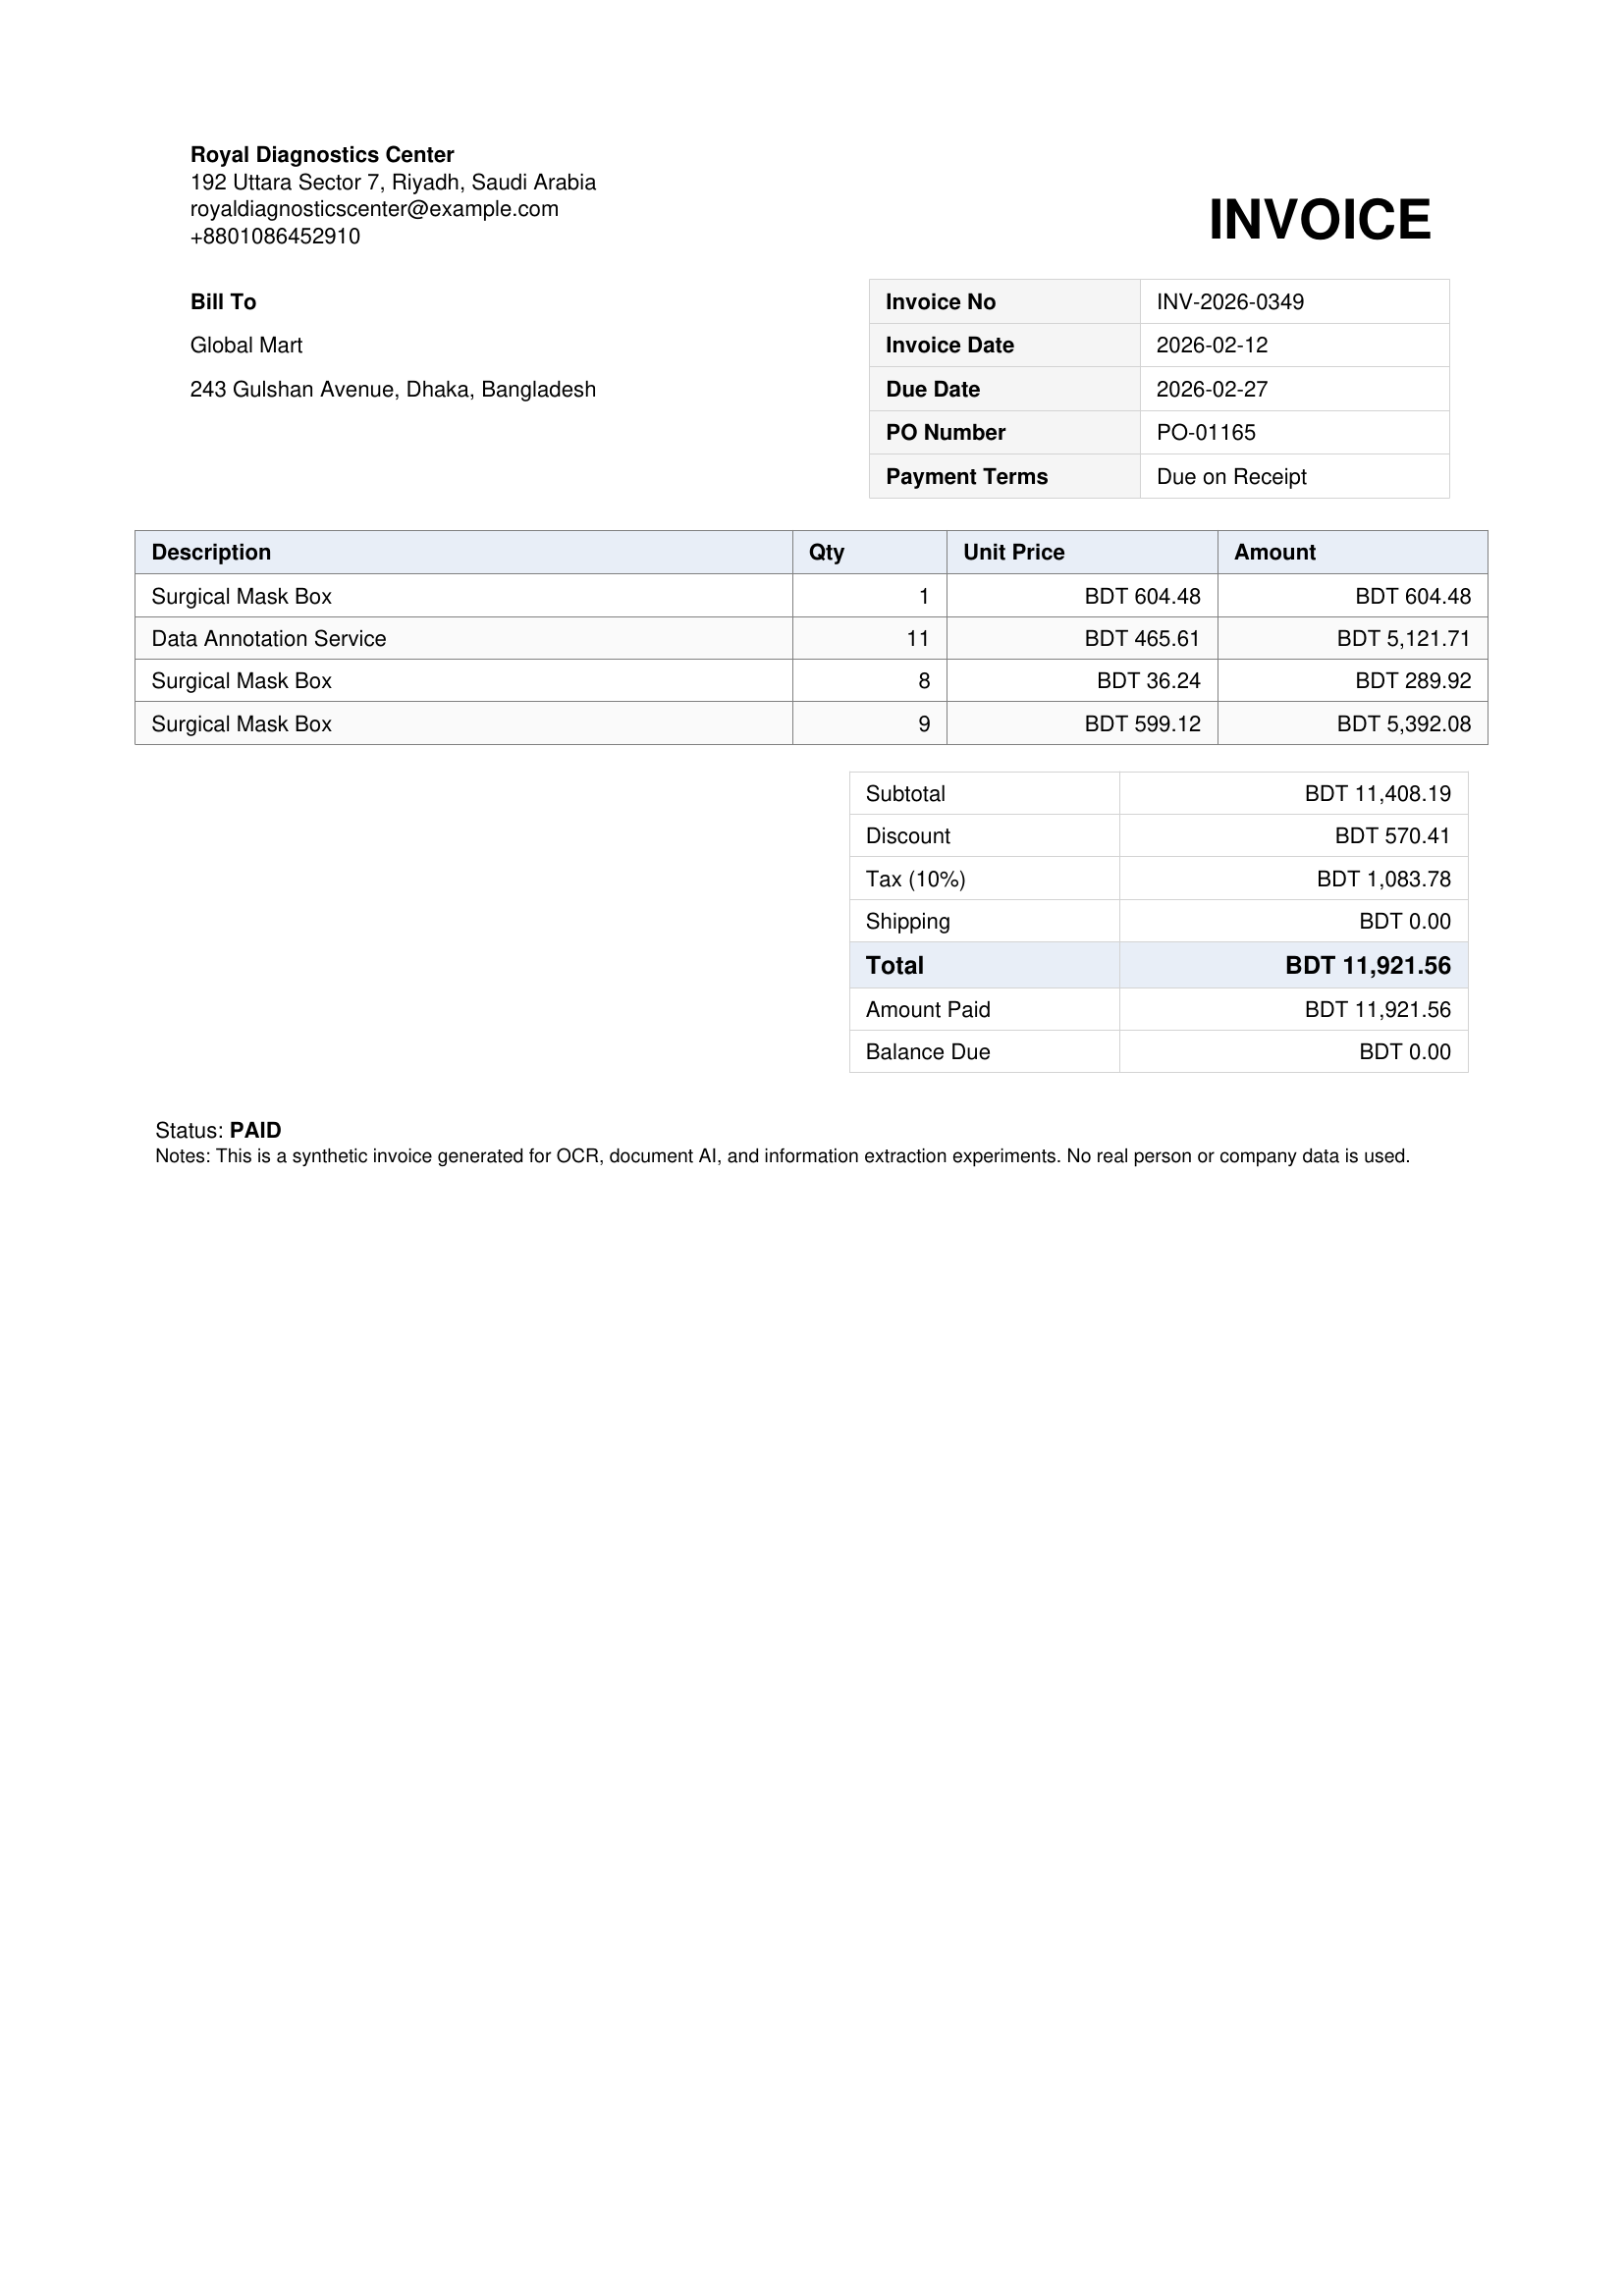 Royal Diagnostics Center
192 Uttara Sector 7, Riyadh, Saudi Arabia
royaldiagnosticscenter@example.com
+8801086452910
INVOICE
Bill To
Global Mart
243 Gulshan Avenue, Dhaka, Bangladesh
Invoice No INV-2026-0349
Invoice Date 2026-02-12
Due Date 2026-02-27
PO Number PO-01165
Payment Terms Due on Receipt
Description Qty Unit Price Amount
Surgical Mask Box 1 BDT 604.48 BDT 604.48
Data Annotation Service 11 BDT 465.61 BDT 5,121.71
Surgical Mask Box 8 BDT 36.24 BDT 289.92
Surgical Mask Box 9 BDT 599.12 BDT 5,392.08
Subtotal BDT 11,408.19
Discount BDT 570.41
Tax (10%) BDT 1,083.78
Shipping BDT 0.00
Total BDT 11,921.56
Amount Paid BDT 11,921.56
Balance Due BDT 0.00
Status: PAID
Notes: This is a synthetic invoice generated for OCR, document AI, and information extraction experiments. No real person or company data is used.